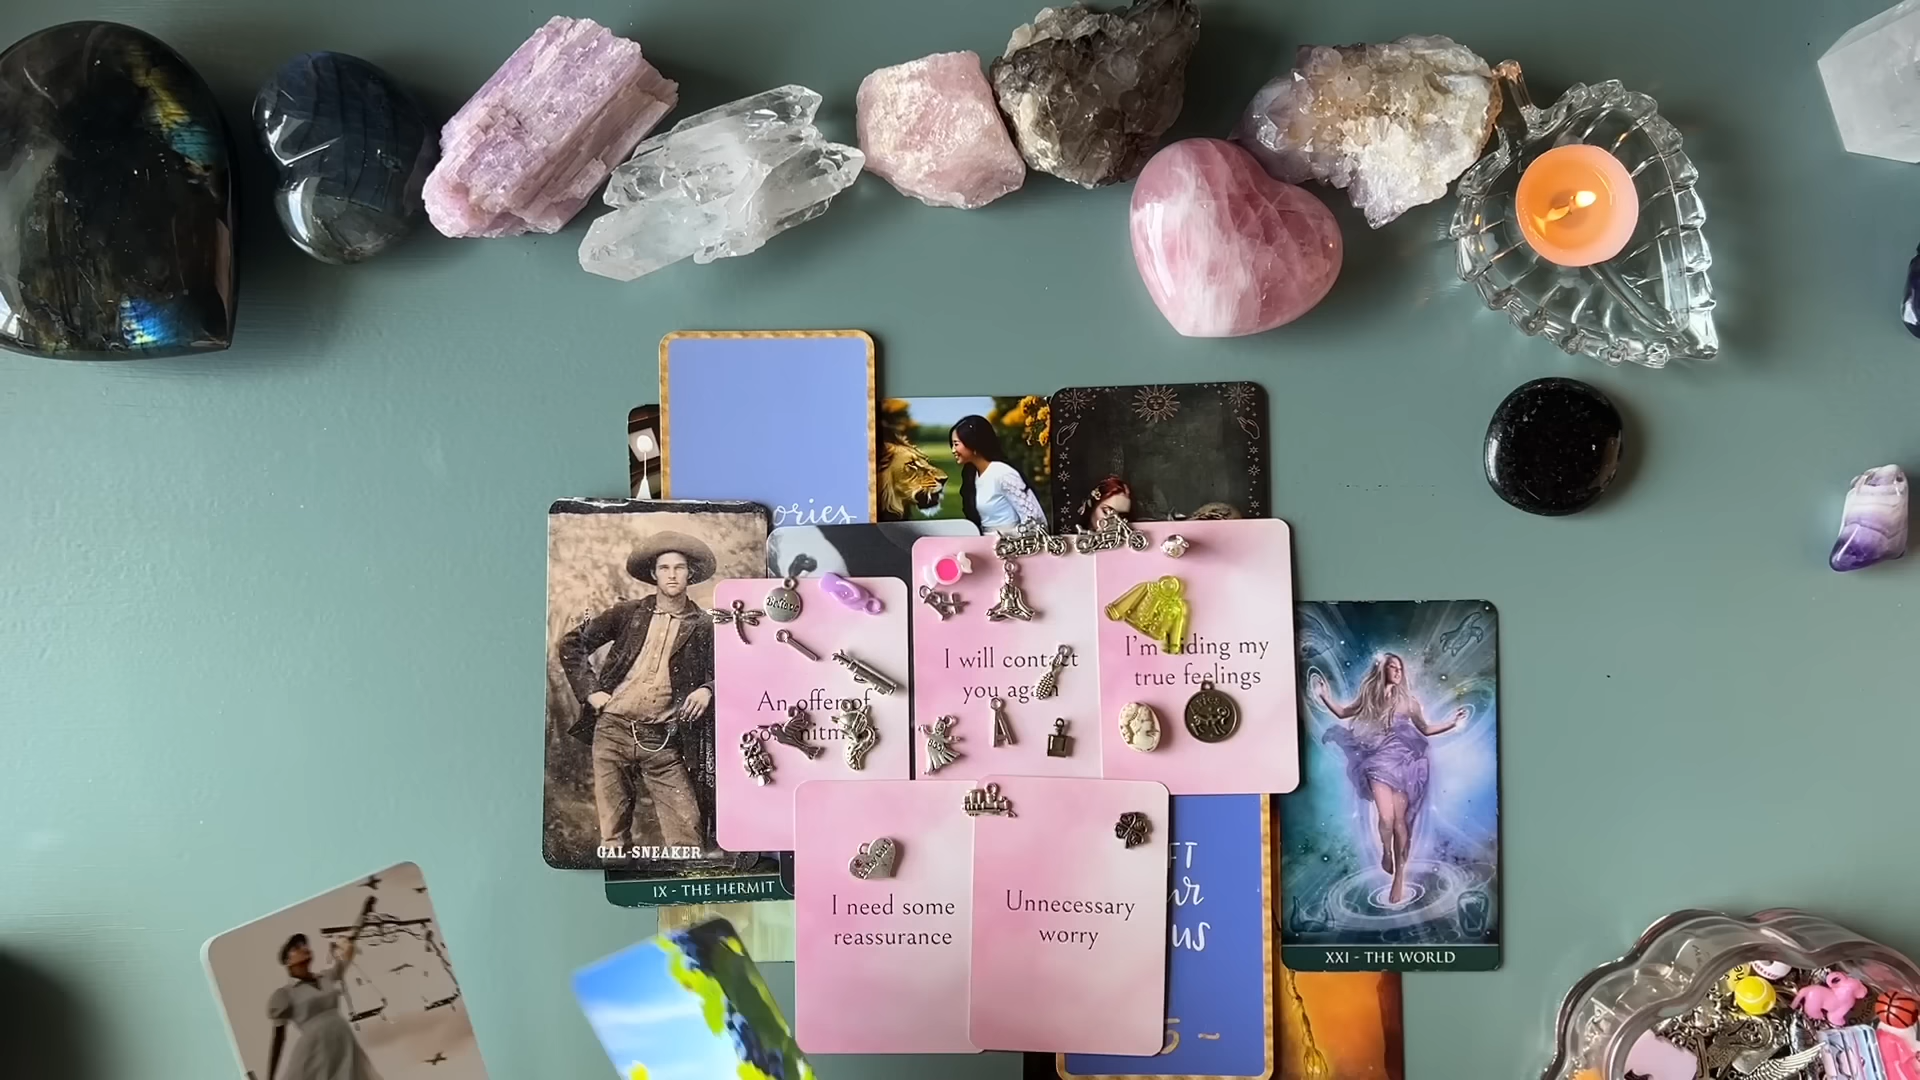 ories
Believe
I will contact
you again
I'm hiding my
true feelings
An offer of
commitment
GAL-SNEAKER
IX - THE HERMIT
I need some
reassurance
Unnecessary
worry
XXI - THE WORLD